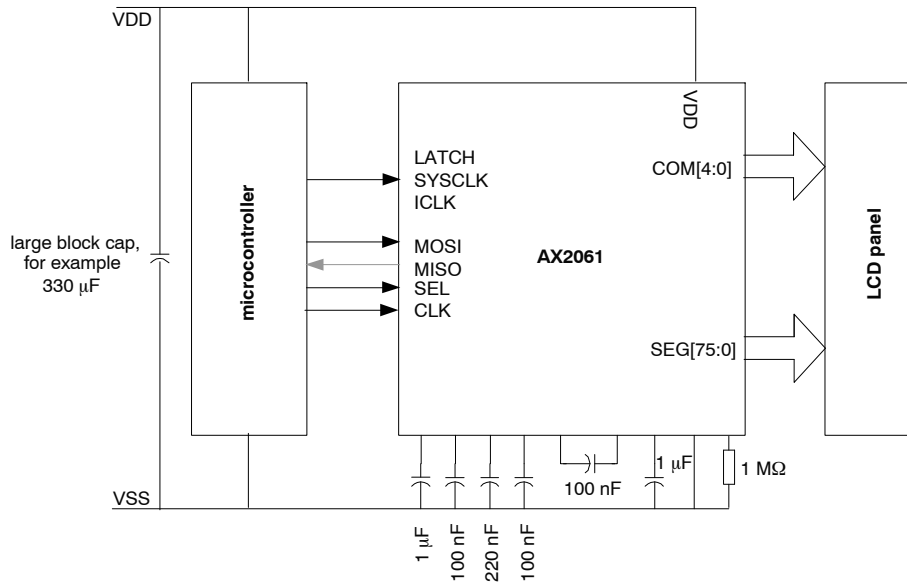 VDD
VDD
LATCH
SYSCLK
ICLK
COM[4:0]
large block cap,
for example
330 μF
microcontroller
MOSI
MISO
SEL
CLK
AX2061
LCD panel
SEG[75:0]
1 μF
1 MΩ
100 nF
VSS
1 μF
100 nF
220 nF
100 nF